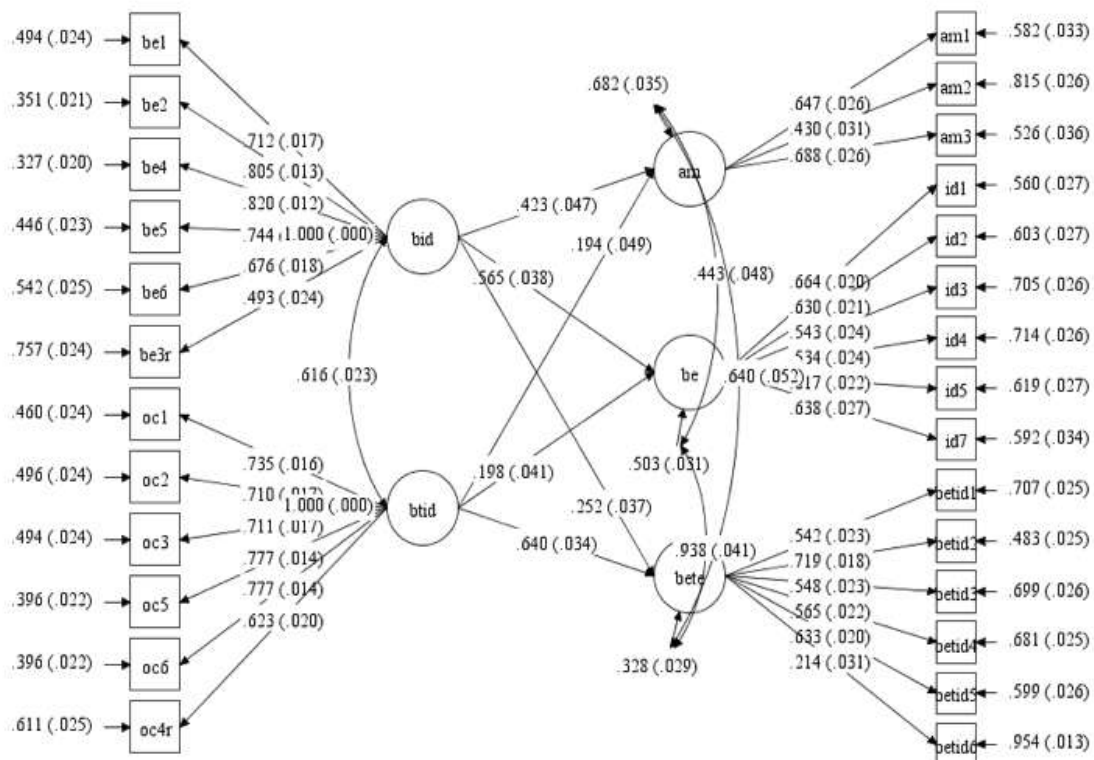 .494 (.024)
be1
.351 (.021)
be2
.327 (.020)
be4
.446 (.023)
be5
.542 (.025)
be6
.757 (.024)
be3r
.460 (.024)
oc1
.496 (.024)
oc2
.494 (.024)
oc3
.396 (.022)
oc5
.396 (.022)
oc6
.611 (.025)
oc4r
.712 (.017)
.805 (.013)
.820 (.012)
.744
1.000 (.000)
.676 (.018)
.493 (.024)
.616 (.023)
.735 (.016)
.710 (.017)
1.000 (.000)
.711 (.017)
.777 (.014)
.777 (.014)
.623 (.020)
bid
btid
.423 (.047)
.194 (.049)
.565 (.038)
.198 (.041)
.252 (.037)
.640 (.034)
.682 (.035)
am
.443 (.048)
be
.640 (.052)
.503 (.031)
.938 (.041)
bete
.328 (.029)
.647 (.026)
.430 (.031)
.688 (.026)
.664 (.020)
.630 (.021)
.543 (.024)
.534 (.024)
(.022)
.638 (.027)
.542 (.023)
.719 (.018)
.548 (.023)
.565 (.022)
.633 (.020)
.214 (.031)
am1
.582 (.033)
am2
.815 (.026)
am3
.526 (.036)
id1
.560 (.027)
id2
.603 (.027)
id3
.705 (.026)
id4
.714 (.026)
id5
.619 (.027)
id7
.592 (.034)
betid1
.707 (.025)
betid2
.483 (.025)
betid3
.699 (.026)
betid4
.681 (.025)
betid5
.599 (.026)
betid6
.954 (.013)